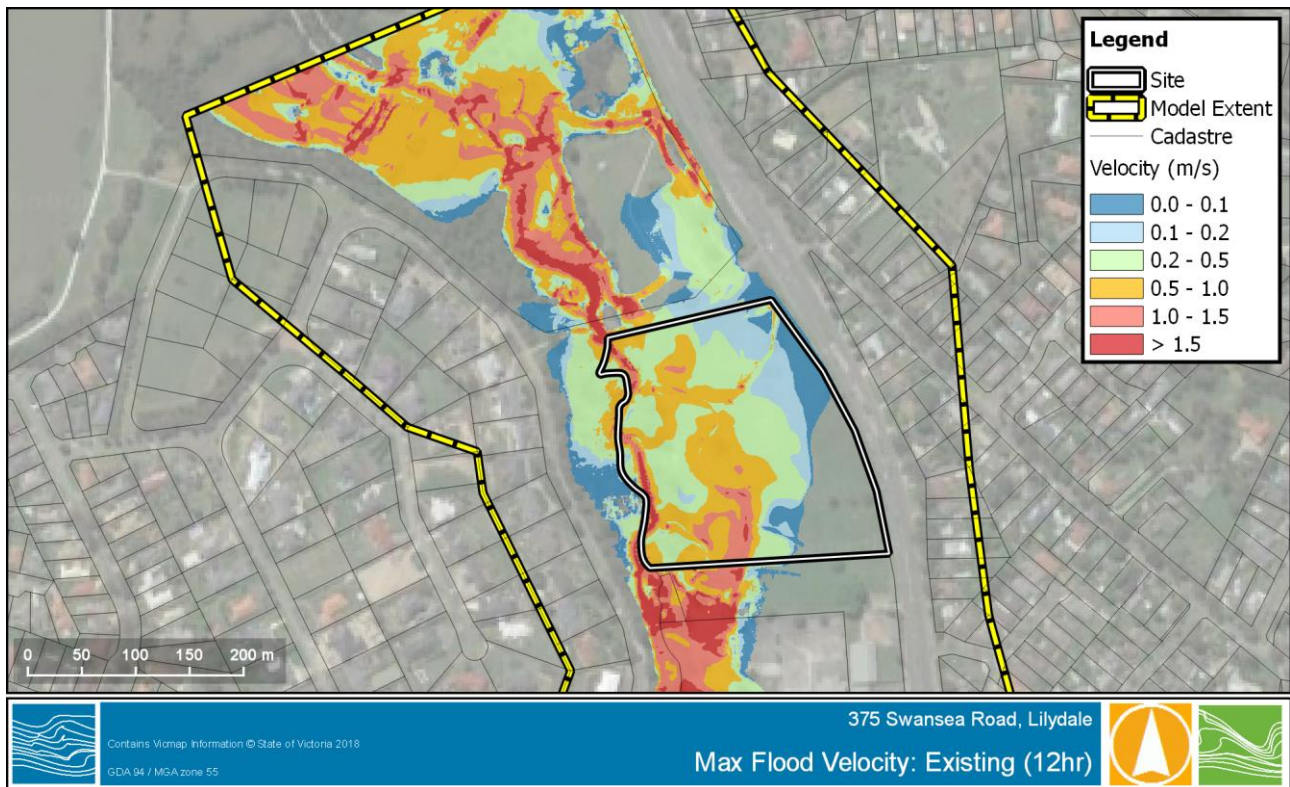 Legend
Site
Model Extent
Cadastre
Velocity (m/s)
0.0 - 0.1
0.1 - 0.2
0.2 - 0.5
0.5 - 1.0
1.0 - 1.5
> 1.5
0 50 100 150 200 m
375 Swansea Road, Lilydale
Contains Vicmap Information © State of Victoria 2018
Max Flood Velocity: Existing (12hr)
GDA 94 / MGA zone 55